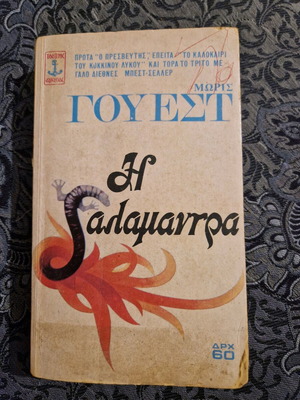 ΠΡΩΤΑ "Ο ΠΡΕΣΒΕΥΤΗΣ, ΕΠΕΙΤΑ "ΤΟ ΚΑΛΟΚΑΙΡΙ
ΤΟΥ ΚΟΚΚΙΝΟΥ ΛΥΚΟΥ" ΚΑΙ ΤΩΡΑ ΤΟ ΤΡΙΤΟ ΜΕ-
ΓΑΛΟ ΔΙΕΘΝΕΣ ΜΠΕΣΤ-ΣΕΛΛΕΡ
ΜΩΡΙΣ
ΓΟΥΕΣΤ
Η
Σαλαμαντρα
ΔΡΧ
60